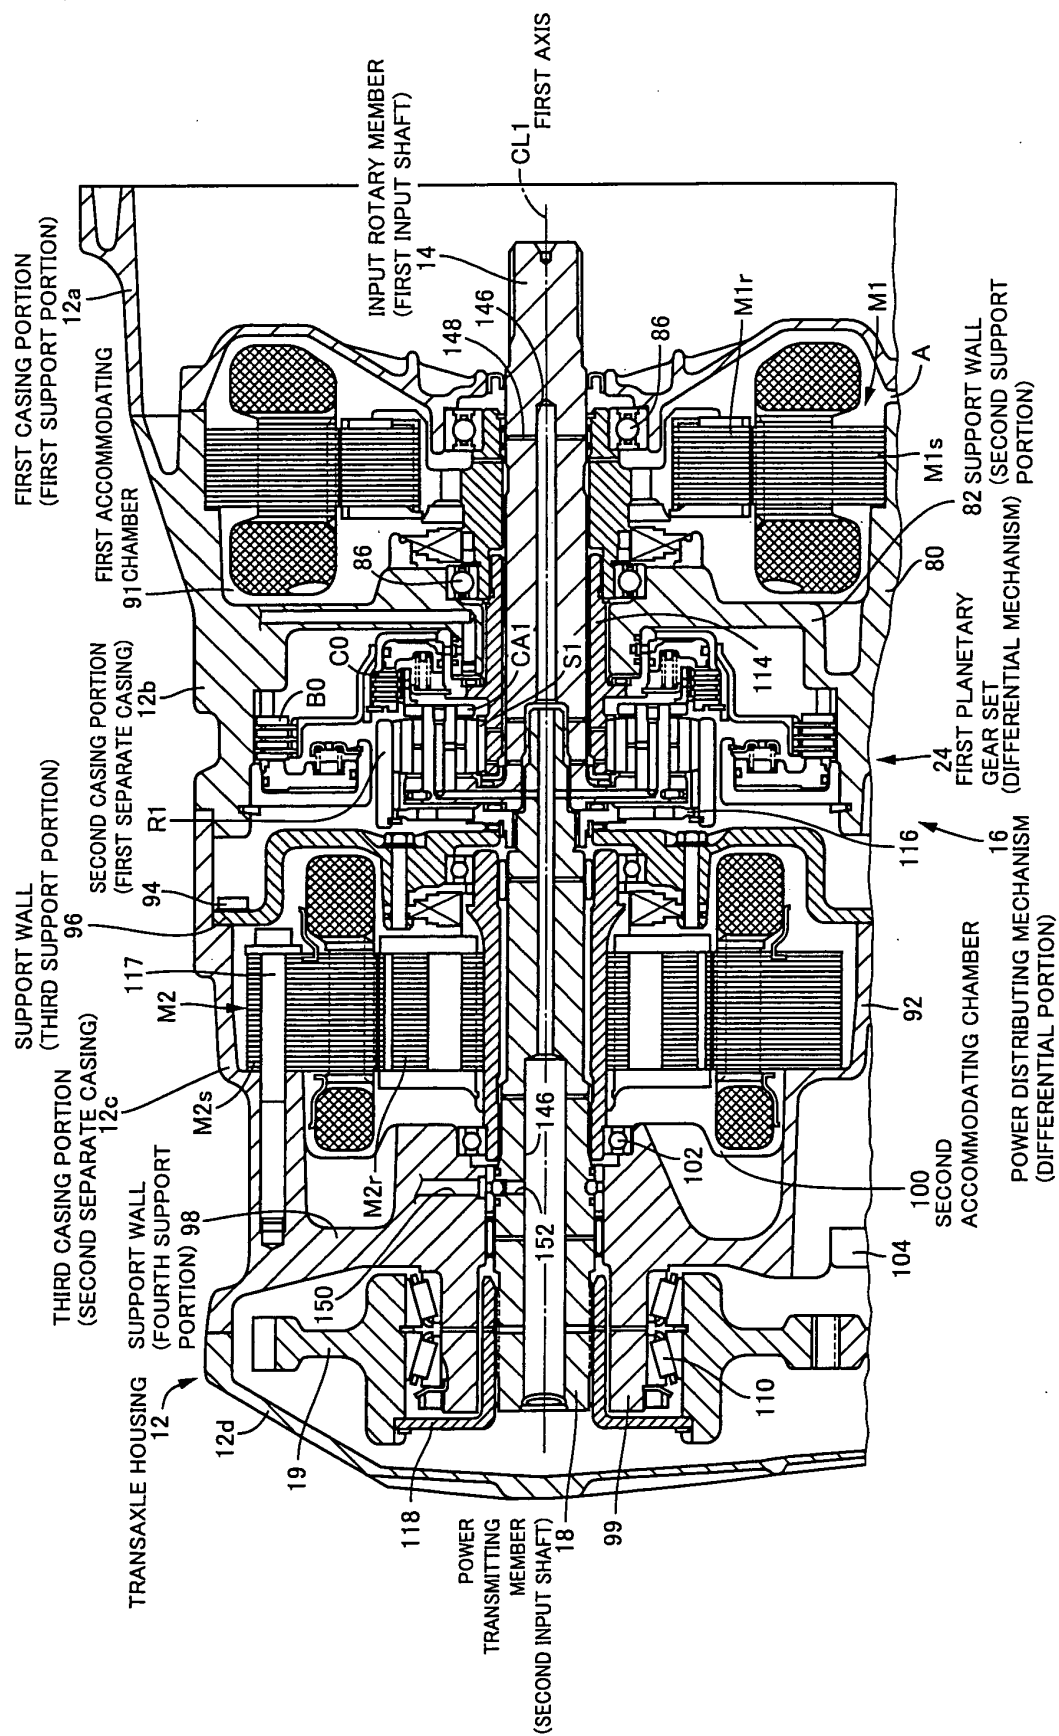 FIRST CASING PORTION
(FIRST SUPPORT PORTION)
12a
FIRST ACCOMMODATING
CHAMBER
91
INPUT ROTARY MEMBER
(FIRST INPUT SHAFT)
14
CL1
FIRST AXIS
148
146
86
86
M1r
M1
A
M1s
82 SUPPORT WALL
(SECOND SUPPORT
PORTION)
80
SECOND CASING PORTION
(FIRST SEPARATE CASING)
12b
B0
C0
CA1
S1
114
R1
24
FIRST PLANETARY
GEAR SET
(DIFFERENTIAL MECHANISM)
116
16
POWER DISTRIBUTING MECHANISM
(DIFFERENTIAL PORTION)
SUPPORT WALL
(THIRD SUPPORT PORTION)
96
94
117
M2
THIRD CASING PORTION
(SECOND SEPARATE CASING)
12c
M2s
M2r
92
146
102
100
SECOND
ACCOMMODATING CHAMBER
SUPPORT WALL
(FOURTH SUPPORT
PORTION) 98
150
152
104
TRANSAXLE HOUSING
12
12d
19
118
110
99
POWER
TRANSMITTING
MEMBER
(SECOND INPUT SHAFT) 18